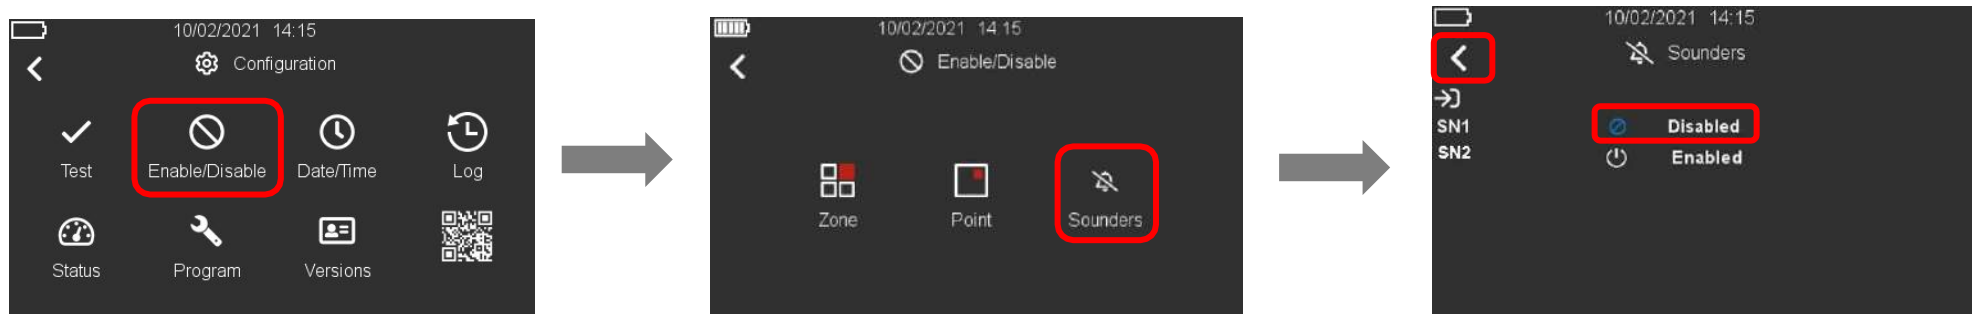 10/02/2021 14:15
Configuration
Test
Enable/Disable
Date/Time
Log
Status
Program
Versions
10/02/2021 14:15
Enable/Disable
Zone
Point
Sounders
10/02/2021 14:15
Sounders
SN1
Disabled
SN2
Enabled